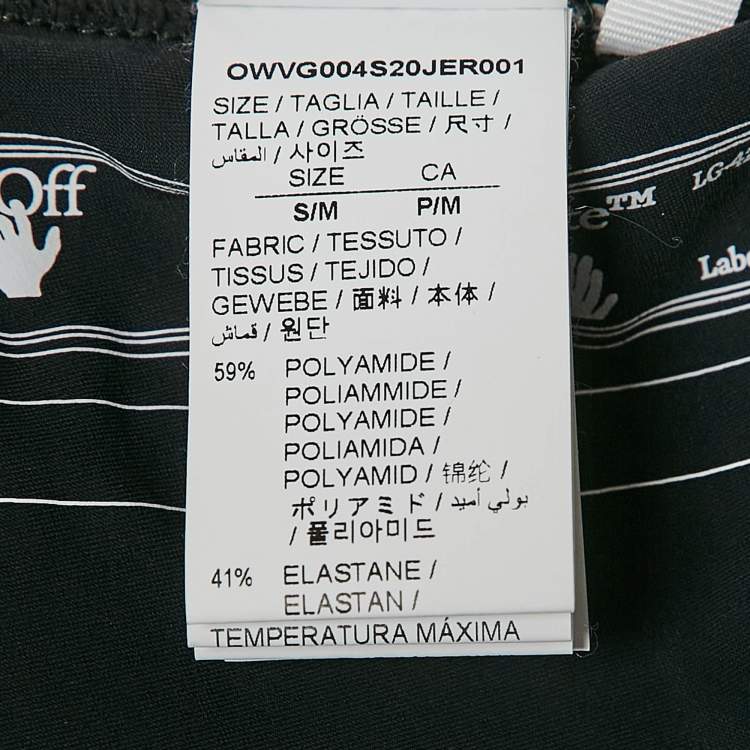 OWVG004S20JER001
SIZE / TAGLIA / TAILLE /
TALLA / GRÖSSE / 尺寸 /
المقاس / 사이즈
SIZE CA
S/M P/M
FABRIC / TESSUTO /
TISSUS / TEJIDO /
GEWEBE / 面料 / 本体 /
قماش / 원단
59% POLYAMIDE /
POLIAMMIDE /
POLYAMIDE /
POLIAMIDA /
POLYAMID / 锦纶 /
ポリアミド / بولي أميد
/ 폴리아미드
41% ELASTANE /
ELASTAN /
TEMPERATURA MÁXIMA
Off
te™
Labe